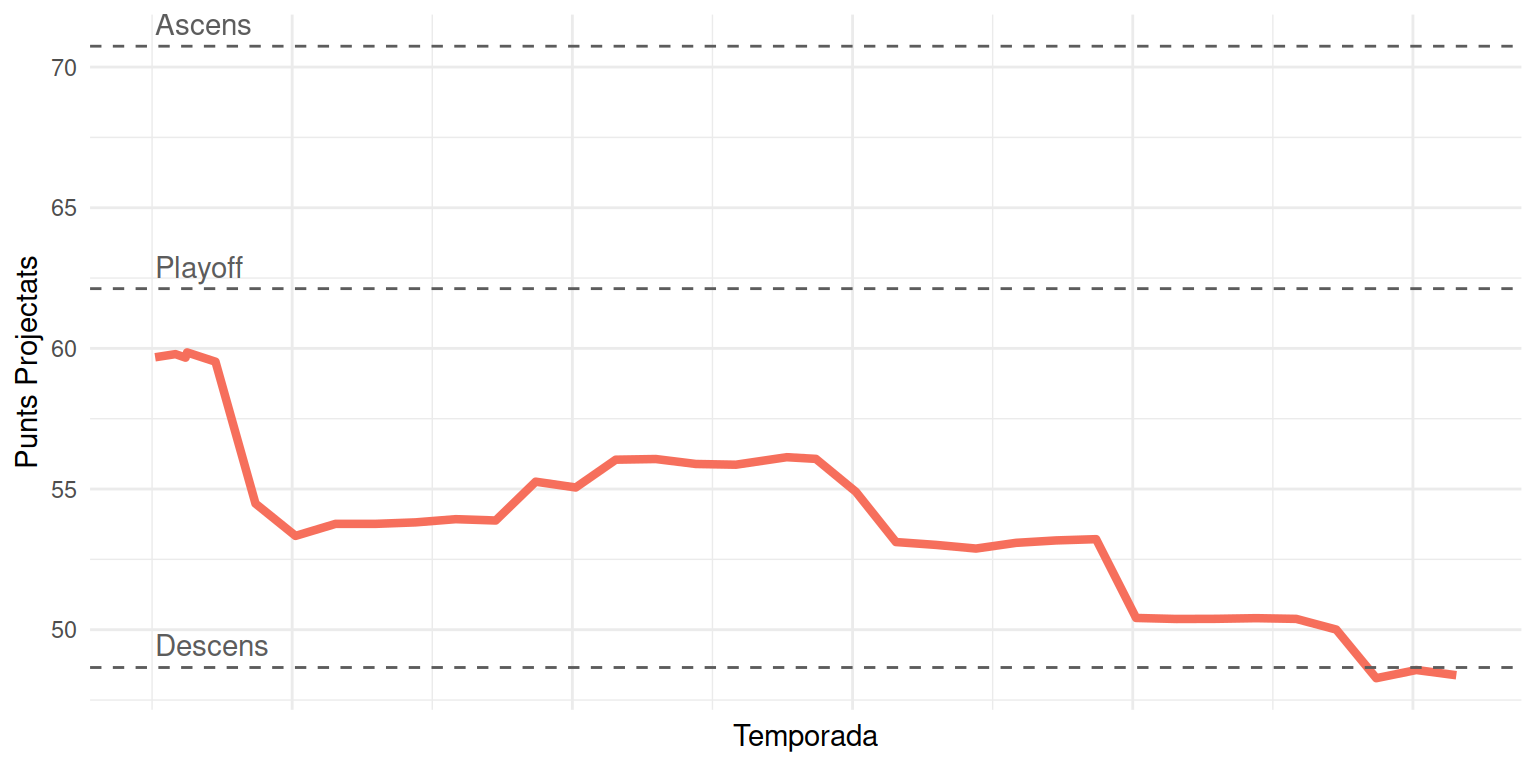 Ascens
70
65
Playoff
60
55
50
Descens
Punts Projectats
Temporada